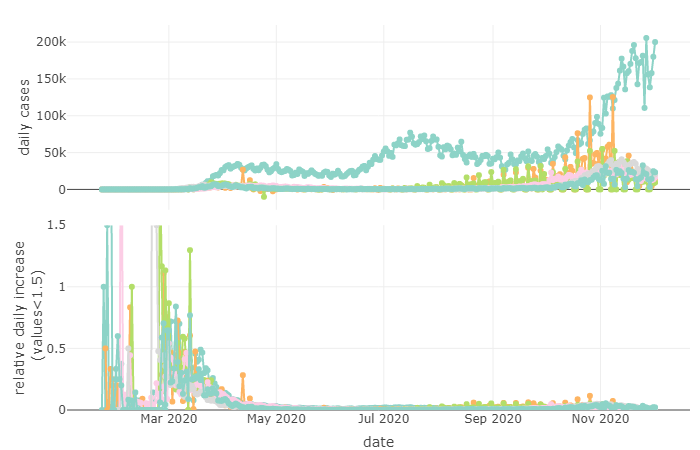 200k
150k
100k
50k
0
daily cases
1.5
1
0.5
0
relative daily increase
(values<1.5)
Mar 2020 May 2020 Jul 2020 Sep 2020 Nov 2020
date